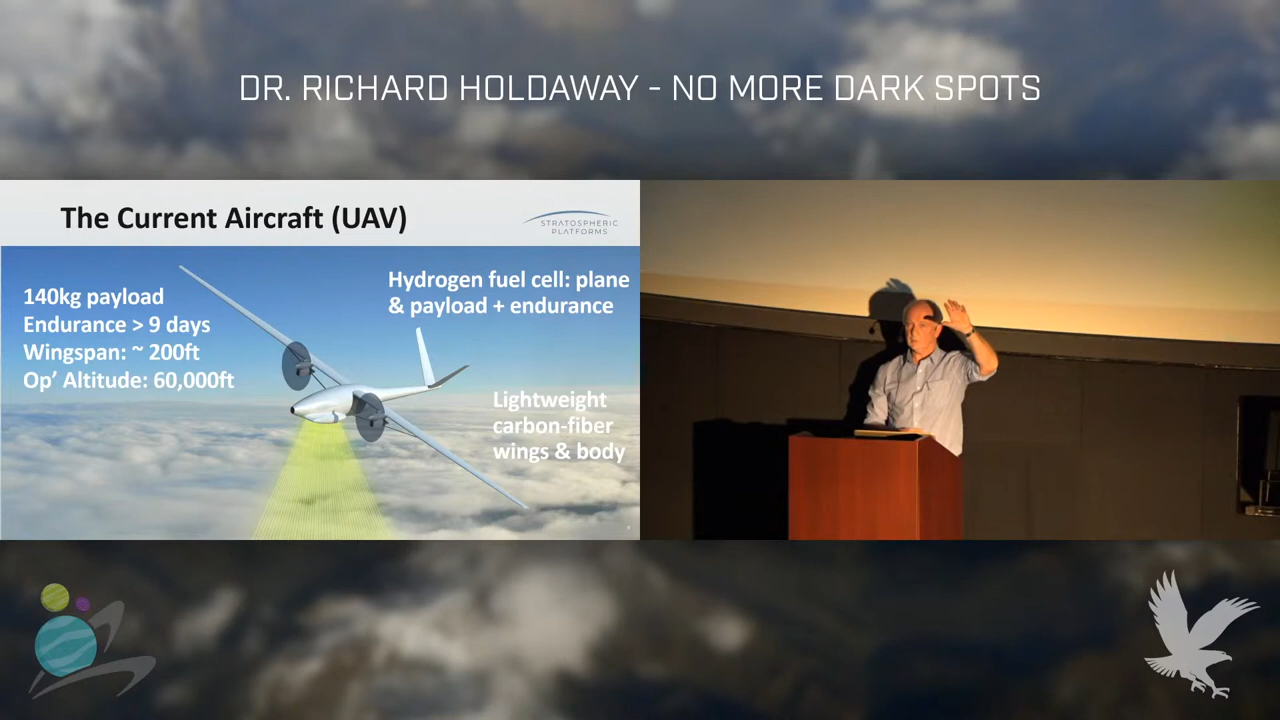 DR. RICHARD HOLDAWAY - NO MORE DARK SPOTS
The Current Aircraft (UAV)
STRATOSPHERIC
PLATFORMS
140kg payload
Endurance > 9 days
Wingspan: ~ 200ft
Op' Altitude: 60,000ft
Hydrogen fuel cell: plane
& payload + endurance
Lightweight
carbon-fiber
wings & body